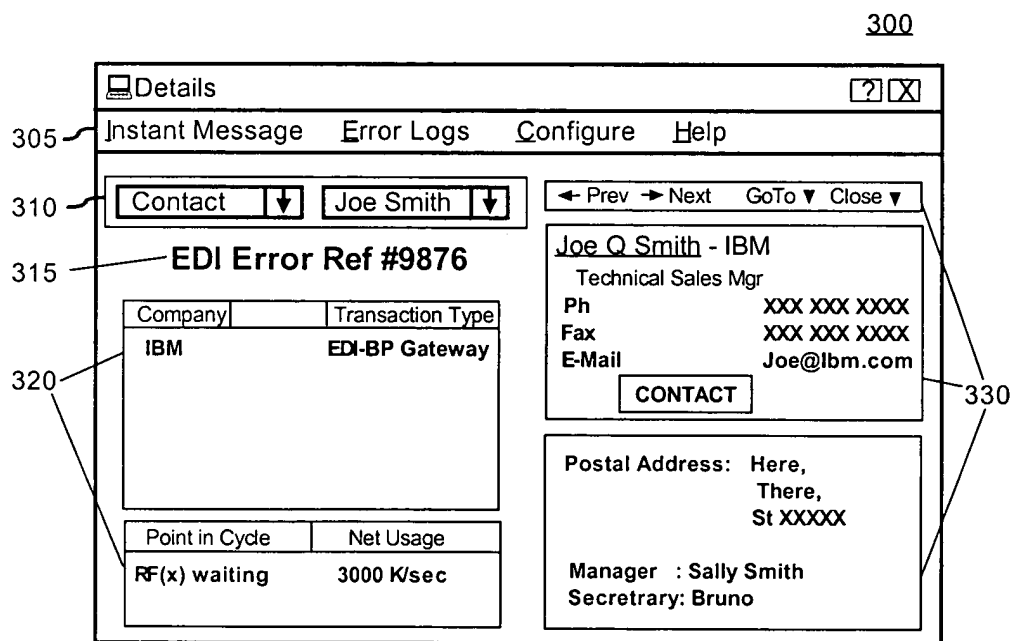 300
Details ? X
305 Instant Message Error Logs Configure Help
310 Contact Joe Smith
315 EDI Error Ref #9876
320
Company Transaction Type
IBM EDI-BP Gateway
Point in Cycle Net Usage
RF(x) waiting 3000 K/sec
Prev Next GoTo Close
Joe Q Smith - IBM
Technical Sales Mgr
Ph XXX XXX XXXX
Fax XXX XXX XXXX
E-Mail Joe@Ibm.com
CONTACT
330
Postal Address: Here,
There,
St XXXXX
Manager : Sally Smith
Secretrary: Bruno